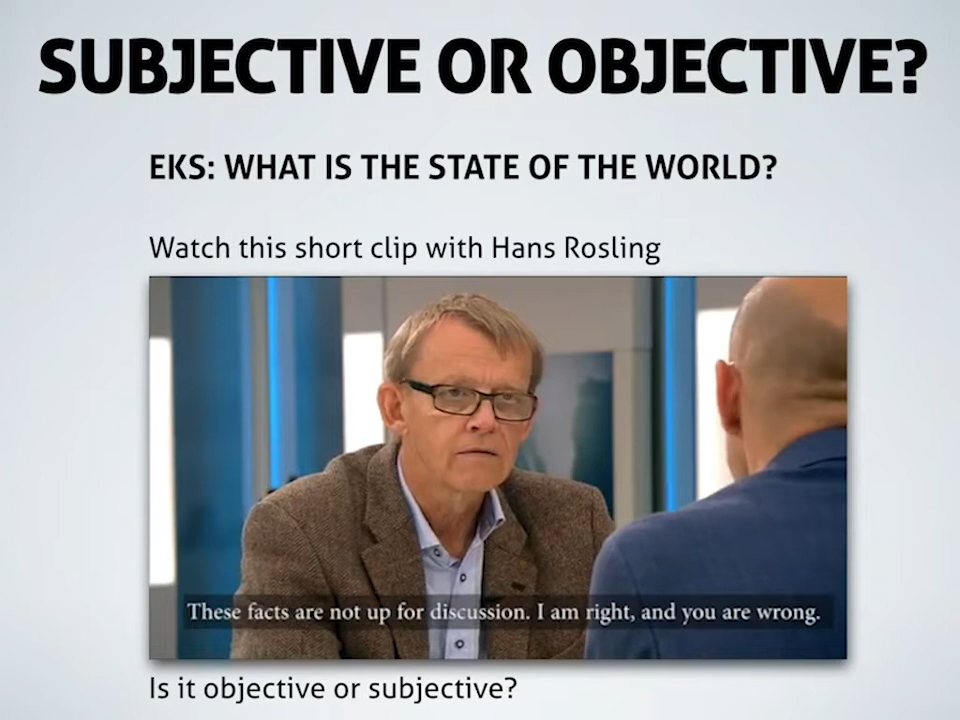 SUBJECTIVE OR OBJECTIVE?
EKS: WHAT IS THE STATE OF THE WORLD?
Watch this short clip with Hans Rosling
These facts are not up for discussion. I am right, and you are wrong.
Is it objective or subjective?